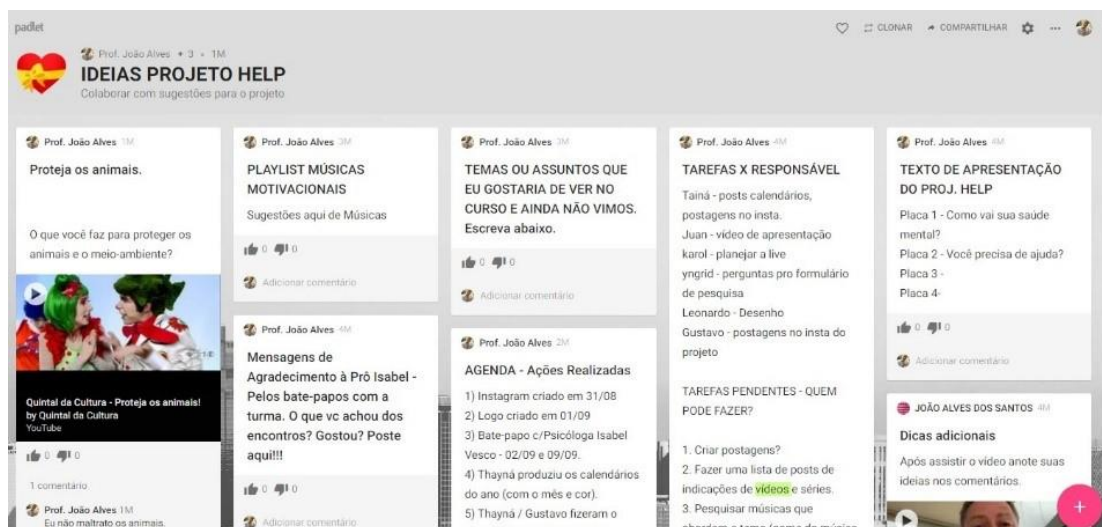 padlet
CLONAR
COMPARTILHAR
Prof. João Alves • 3 • 1M
IDEIAS PROJETO HELP
Colaborar com sugestões para o projeto
Prof. João Alves 1M
Proteja os animais.
O que você faz para proteger os
animais e o meio-ambiente?
Quintal da Cultura - Proteja os animais!
by Quintal da Cultura
YouTube
0 0
1 comentário
Prof. João Alves 1M
Eu não maltrato os animais.
Prof. João Alves 3M
PLAYLIST MÚSICAS
MOTIVACIONAIS
Sugestões aqui de Músicas
0 0
Adicionar comentário
Prof. João Alves 4M
Mensagens de
Agradecimento à Prô Isabel -
Pelos bate-papos com a
turma. O que vc achou dos
encontros? Gostou? Poste
aqui!!!
0 0
Adicionar comentário
Prof. João Alves 3M
TEMAS OU ASSUNTOS QUE
EU GOSTARIA DE VER NO
CURSO E AINDA NÃO VIMOS.
Escreva abaixo.
0 0
Adicionar comentário
Prof. João Alves 2M
AGENDA - Ações Realizadas
1) Instagram criado em 31/08
2) Logo criado em 01/09
3) Bate-papo c/Psicóloga Isabel
Vesco - 02/09 e 09/09.
4) Thayná produziu os calendários
do ano (com o mês e cor).
5) Thayná / Gustavo fizeram o
Prof. João Alves 4M
TAREFAS X RESPONSÁVEL
Tainá - posts calendários,
postagens no insta.
Juan - vídeo de apresentação
karol - planejar a live
yngrid - perguntas pro formulário
de pesquisa
Leonardo - Desenho
Gustavo - postagens no insta do
projeto
TAREFAS PENDENTES - QUEM
PODE FAZER?
1. Criar postagens?
2. Fazer uma lista de posts de
indicações de vídeos e séries.
3. Pesquisar músicas que
Prof. João Alves 4M
TEXTO DE APRESENTAÇÃO
DO PROJ. HELP
Placa 1 - Como vai sua saúde
mental?
Placa 2 - Você precisa de ajuda?
Placa 3 -
Placa 4-
0 0
Adicionar comentário
JOÃO ALVES DOS SANTOS 4M
Dicas adicionais
Após assistir o vídeo anote suas
ideias nos comentários.